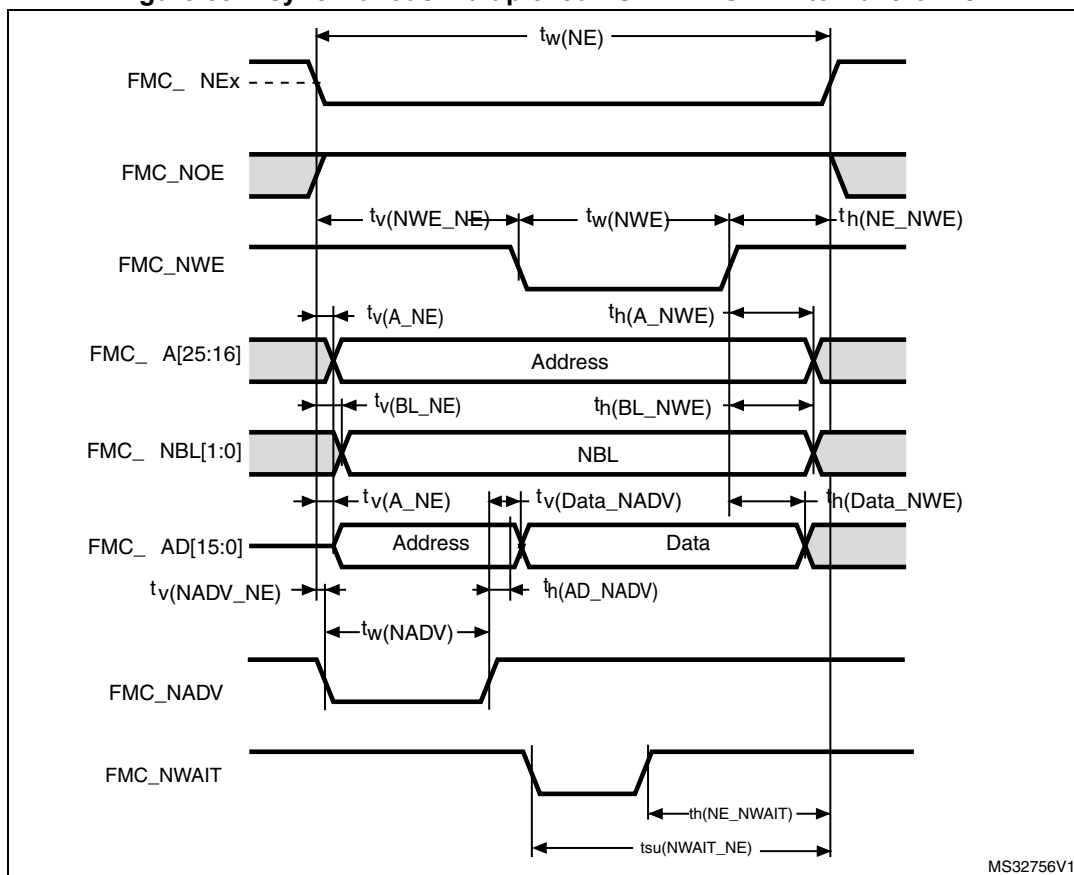 tw(NE)
FMC_ NEx
FMC_NOE
tv(NWE_NE)
tw(NWE)
th(NE_NWE)
FMC_NWE
tv(A_NE)
th(A_NWE)
FMC_ A[25:16]
Address
tv(BL_NE)
th(BL_NWE)
FMC_ NBL[1:0]
NBL
tv(A_NE)
tv(Data_NADV)
th(Data_NWE)
FMC_ AD[15:0]
Address
Data
tv(NADV_NE)
th(AD_NADV)
tw(NADV)
FMC_NADV
FMC_NWAIT
th(NE_NWAIT)
tsu(NWAIT_NE)
MS32756V1